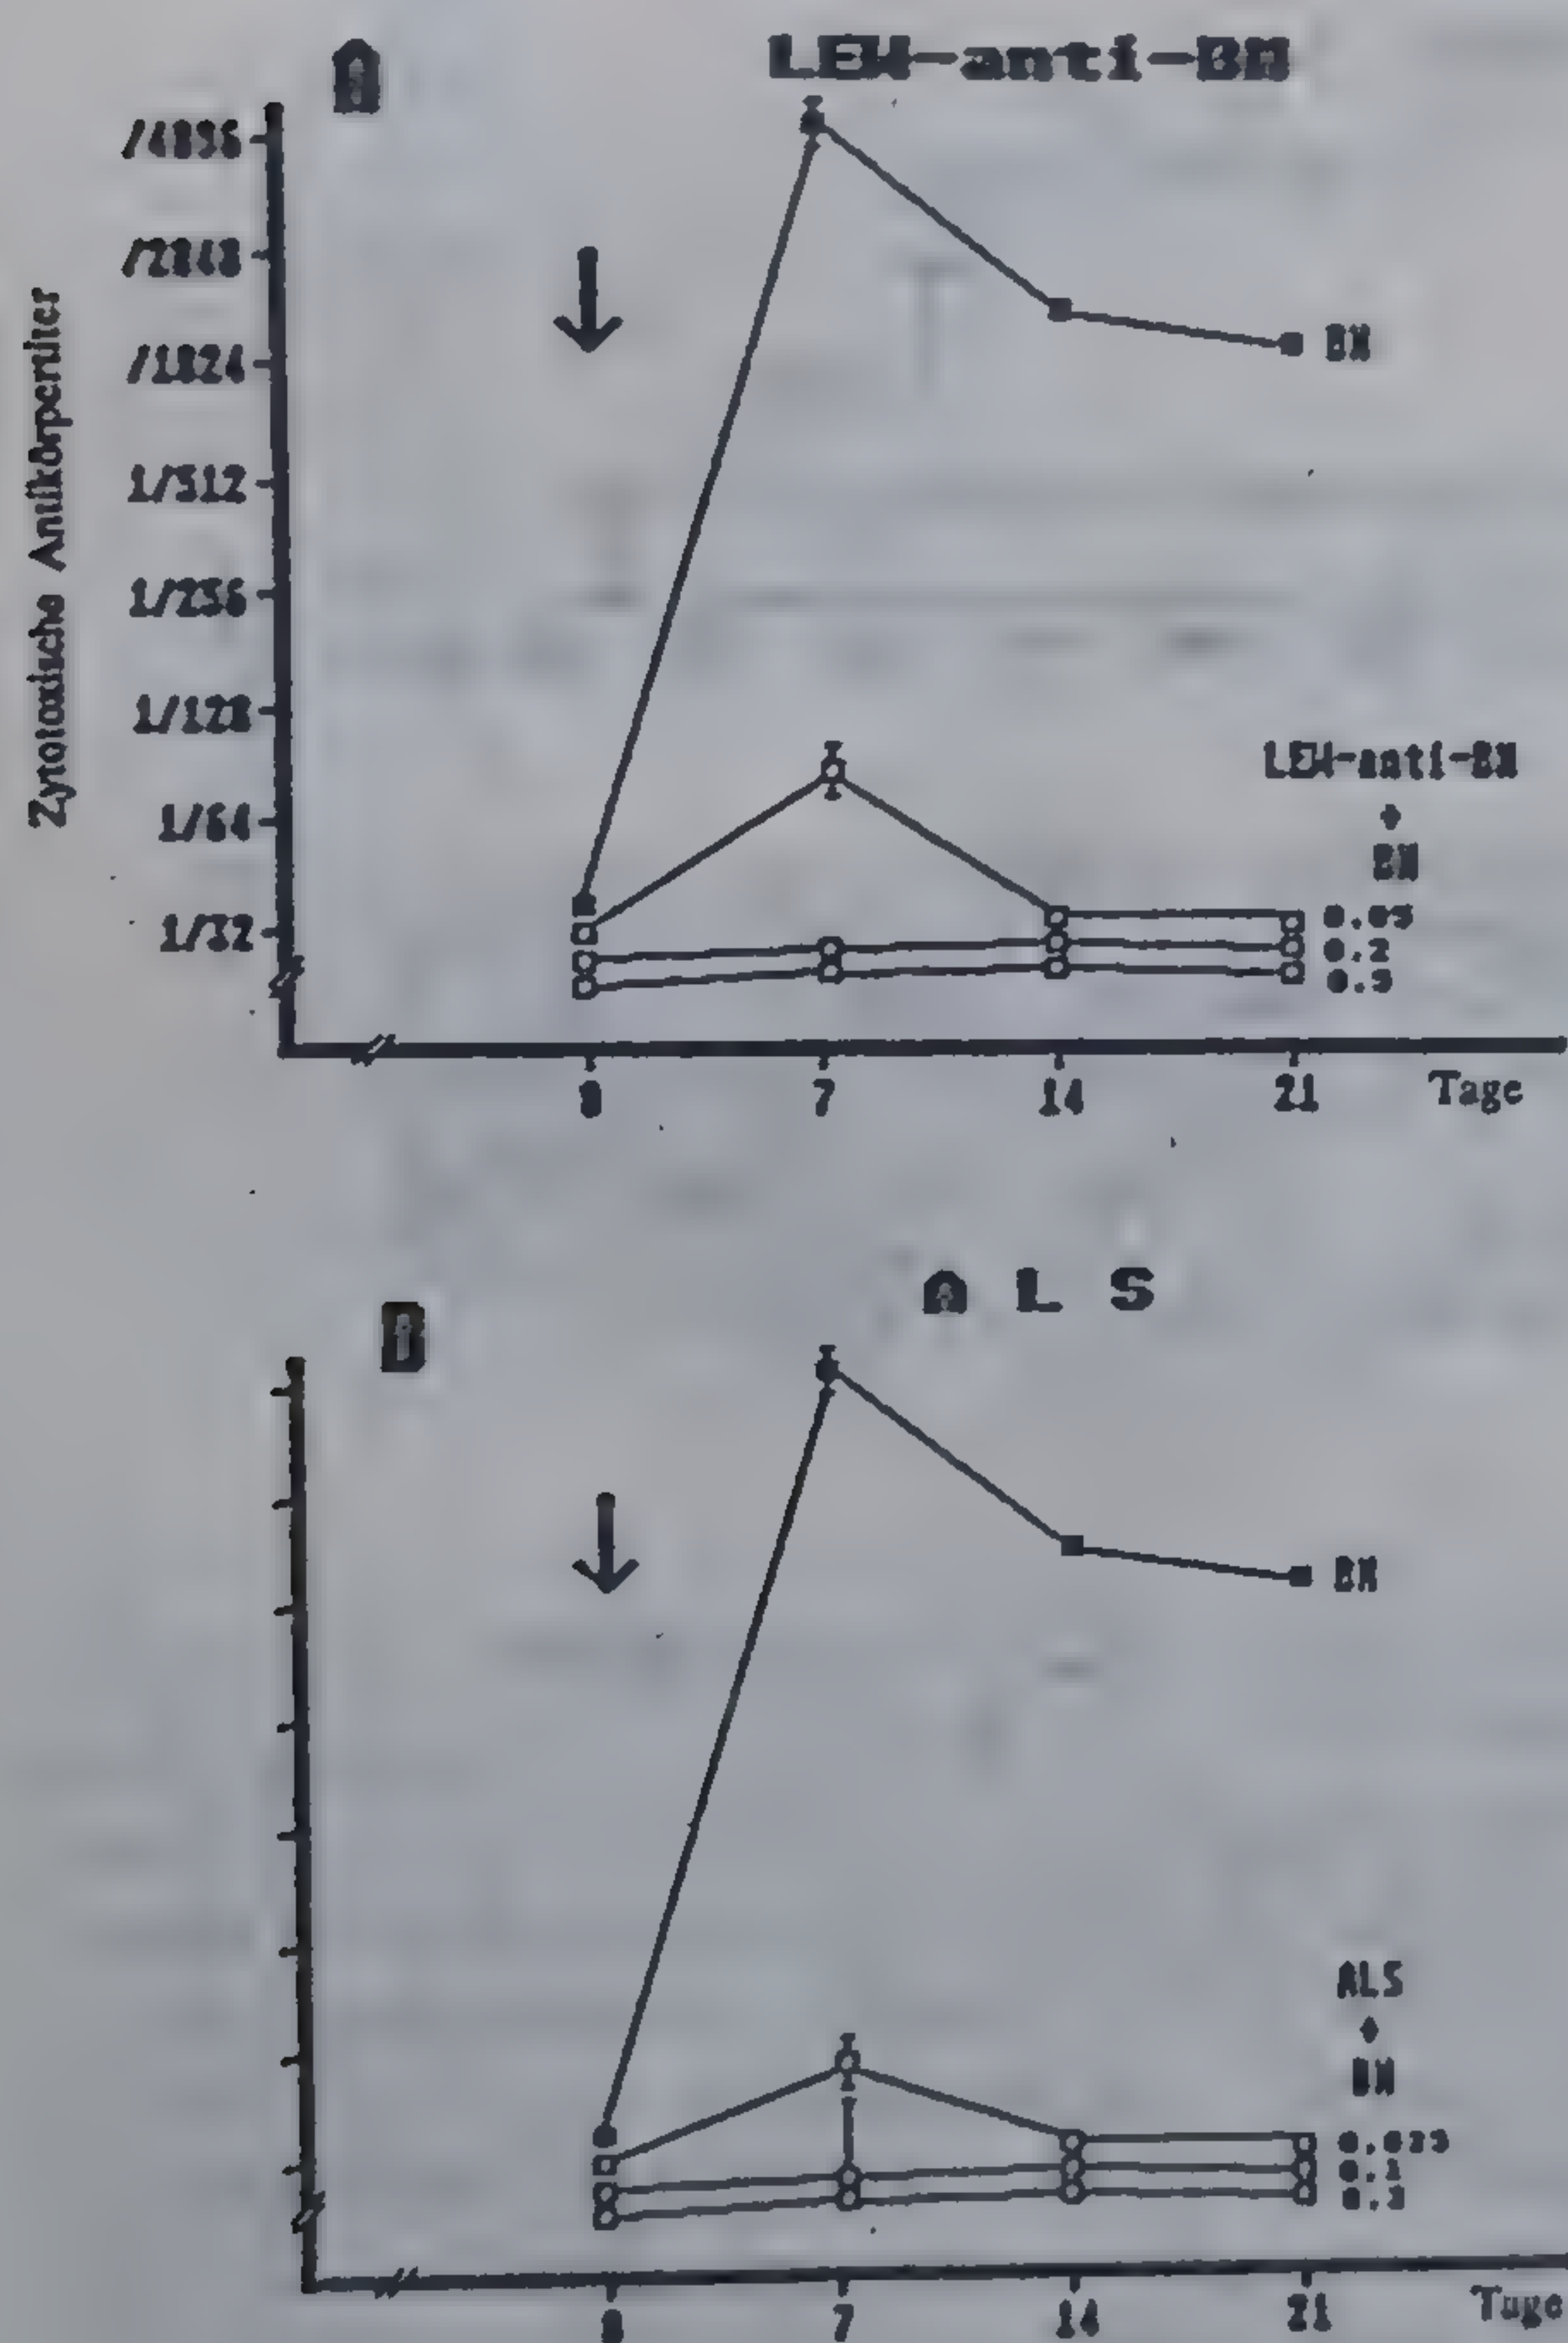 A
LEW-anti-BN
Zytotoxische Antikörpertiter
/4096
/2048
/1024
1/512
1/256
1/128
1/64
1/32
BN
LEW-anti-BN
+
BN
0.05
0.2
0 7 14 21 Tage
A L S
BN
ALS
+
BN
0.1
0 7 14 21 Tage